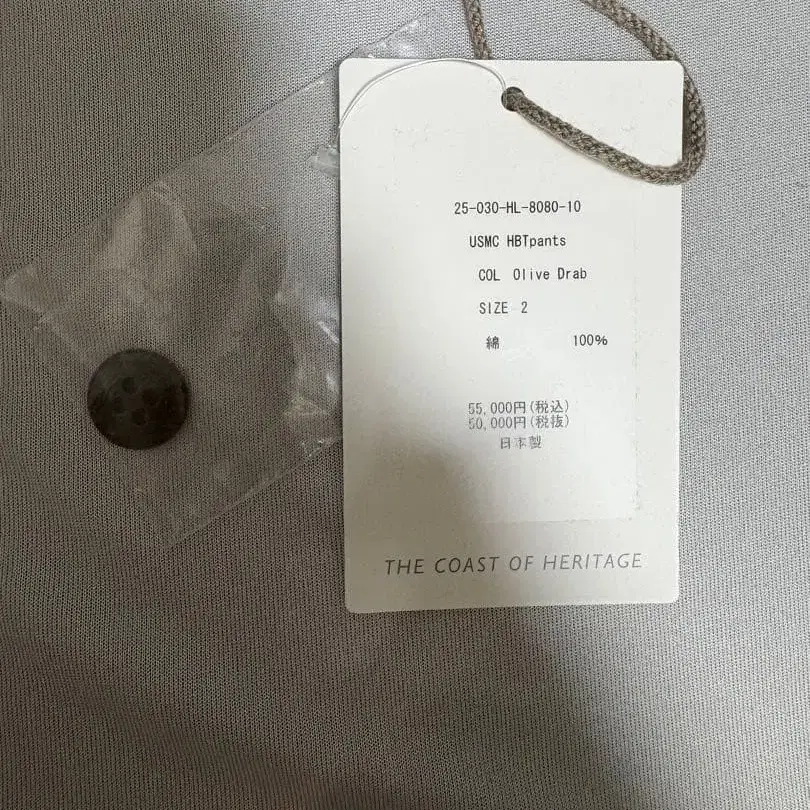 25-030-HL-8080-10
USMC HBTpants
COL Olive Drab
SIZE 2
綿 100%
55,000円(税込)
50,000円(税抜)
日本製
THE COAST OF HERITAGE